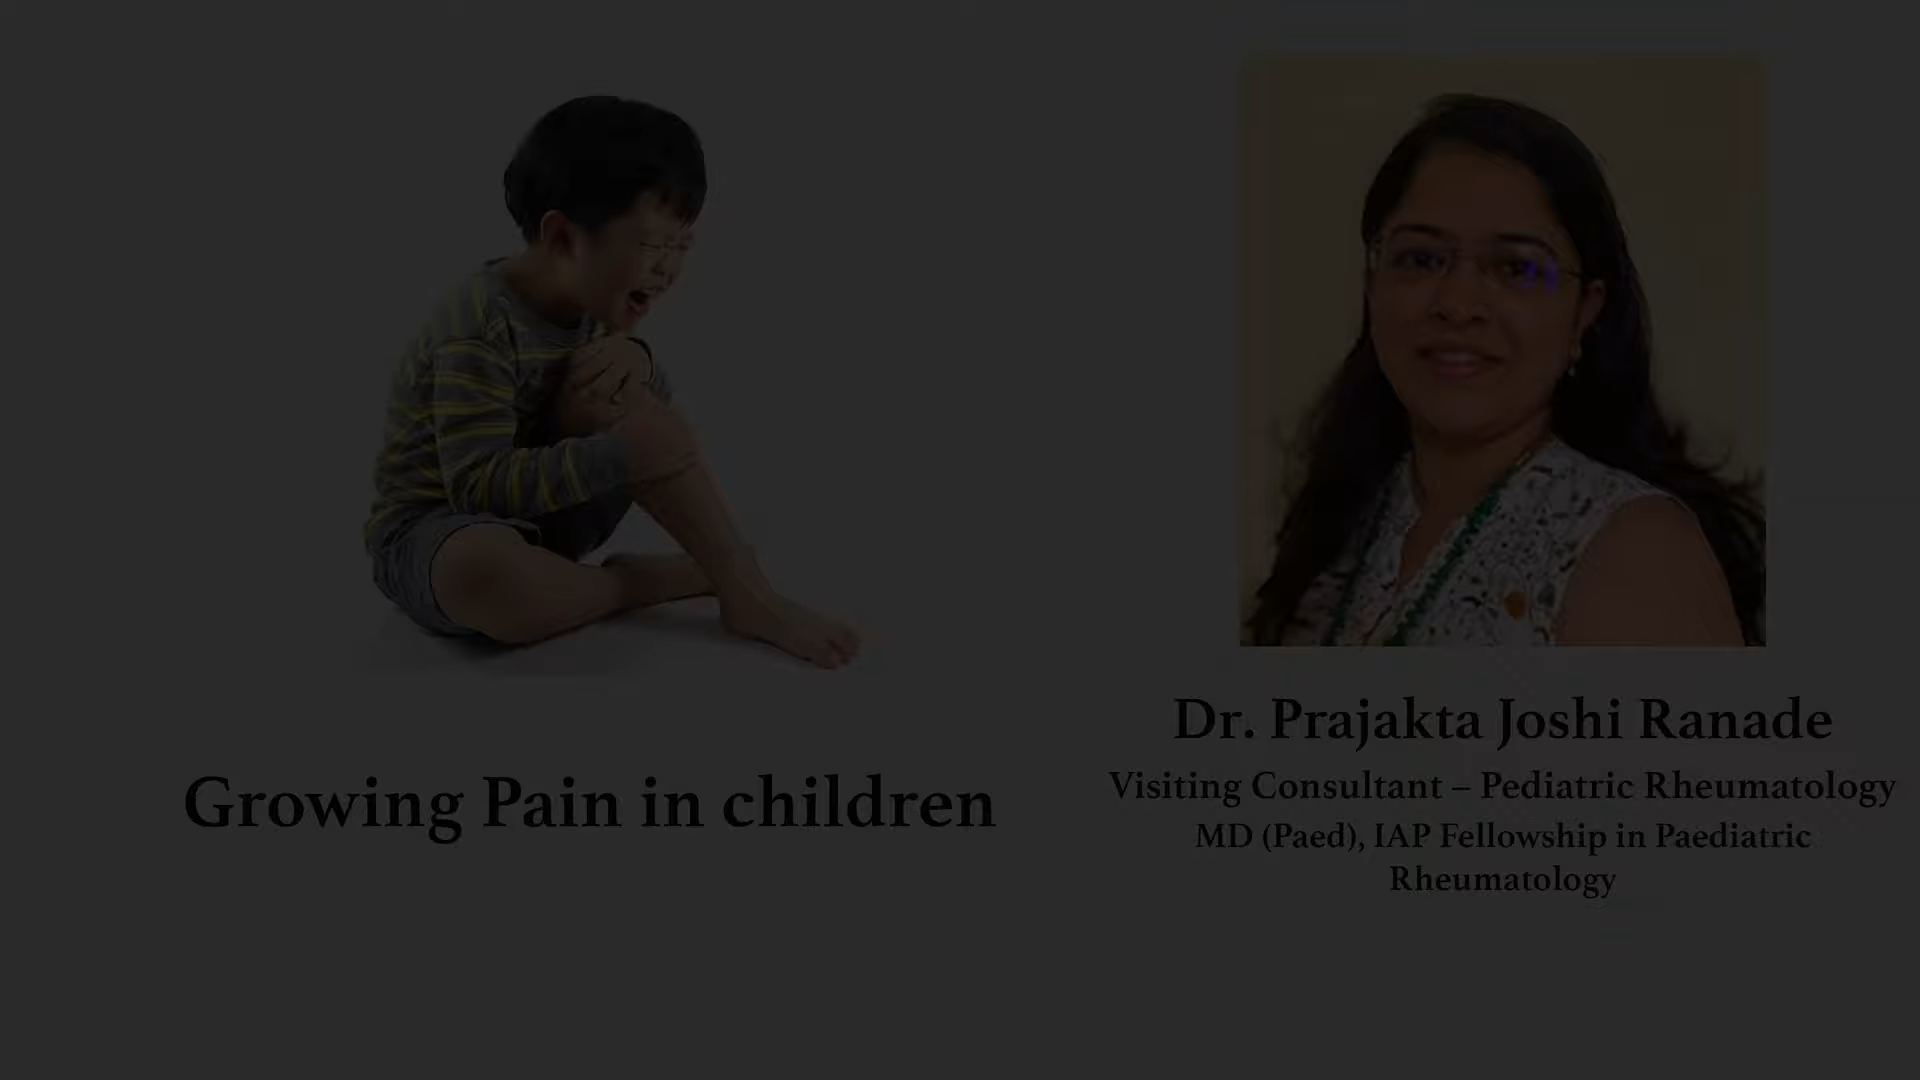 Growing Pain in children
Dr. Prajakta Joshi Ranade
Visiting Consultant – Pediatric Rheumatology
MD (Paed), IAP Fellowship in Paediatric
Rheumatology